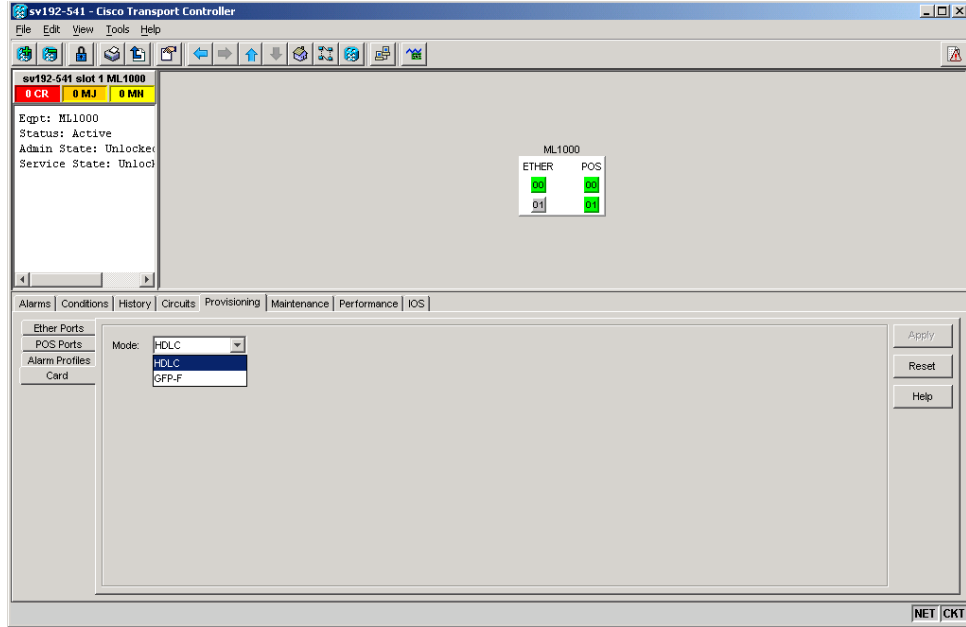 sv192-541 - Cisco Transport Controller
File Edit View Tools Help
sv192-541 slot 1 ML1000
0 CR 0 MJ 0 MN
Eqpt: ML1000
Status: Active
Admin State: Unlocked
Service State: Unlock
ML1000
ETHER POS
00 00
01 01
Alarms Conditions History Circuits Provisioning Maintenance Performance IOS
Ether Ports
POS Ports
Alarm Profiles
Card
Mode: HDLC
HDLC
GFP-F
Apply
Reset
Help
NET CKT